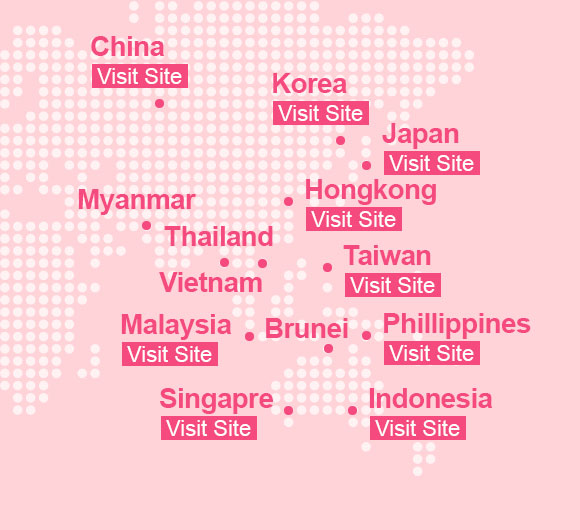 China
Visit Site
Korea
Visit Site
Japan
Visit Site
Myanmar
Hongkong
Visit Site
Thailand
Vietnam
Taiwan
Visit Site
Malaysia
Visit Site
Brunei
Phillippines
Visit Site
Singapre
Visit Site
Indonesia
Visit Site